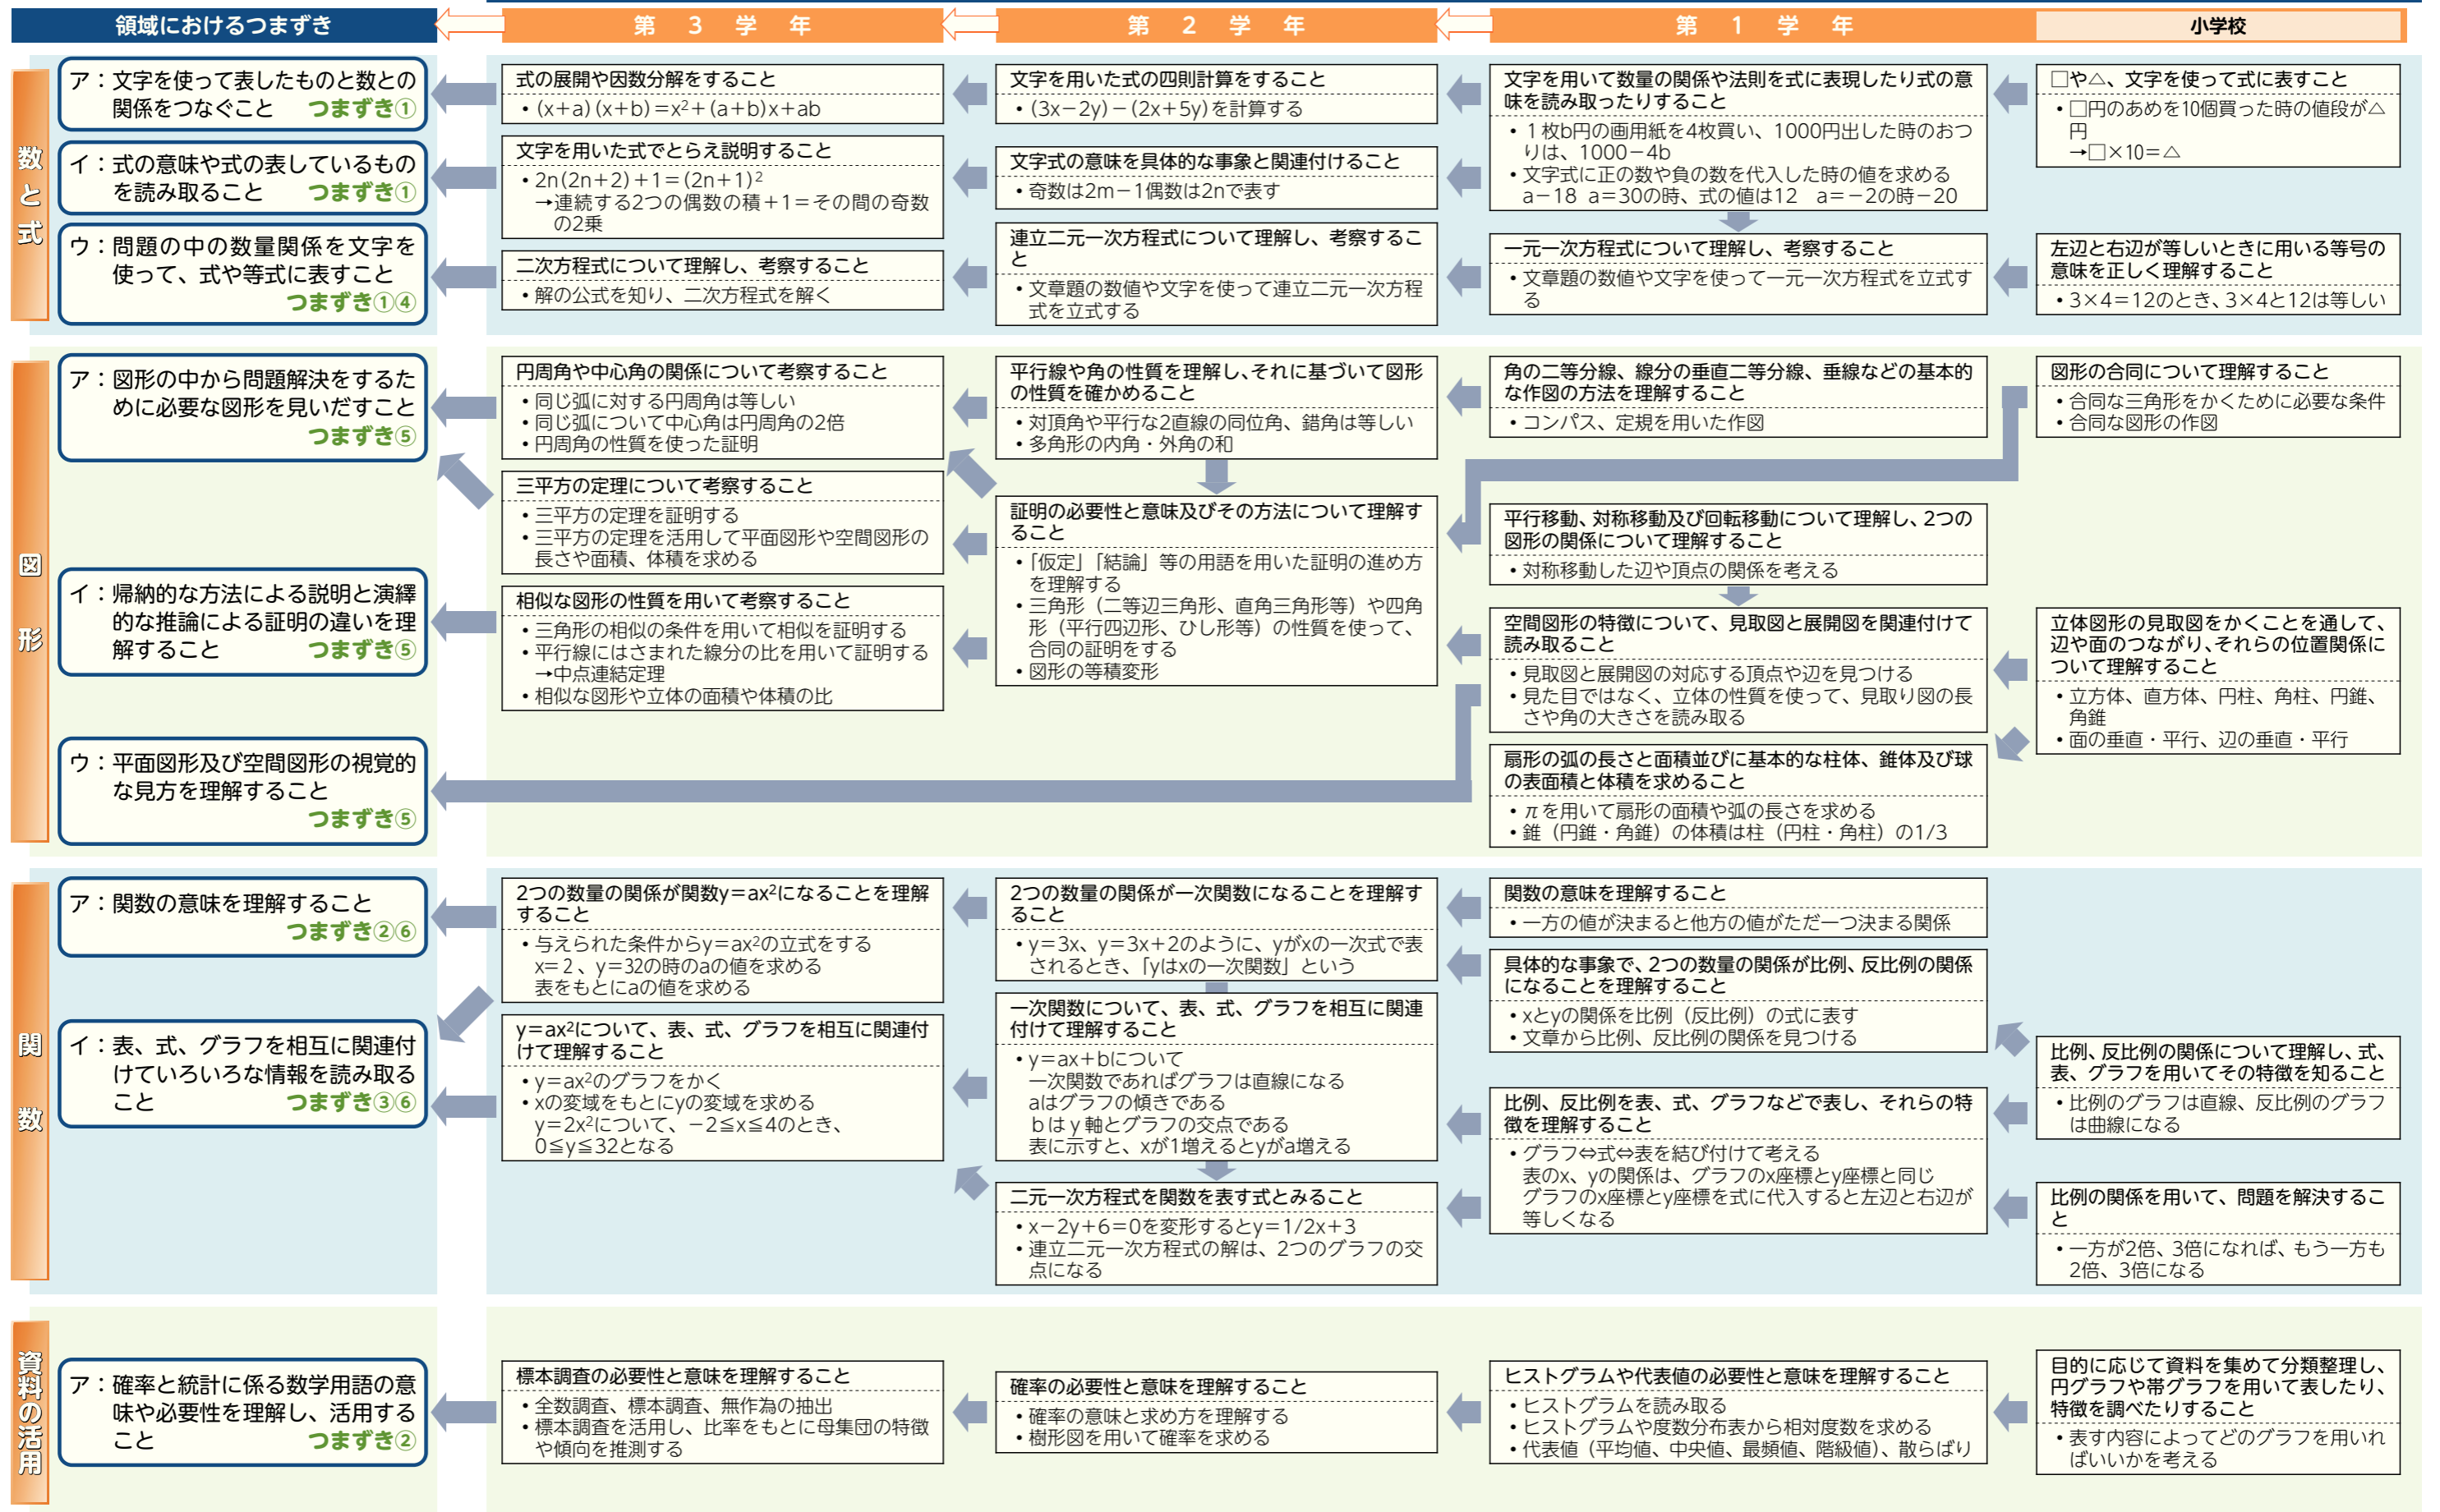 領域におけるつまずき
第 3 学 年
第 2 学 年
第 1 学 年
小学校
数と式
ア：文字を使って表したものと数との
関係をつなぐこと つまずき①
イ：式の意味や式の表しているもの
を読み取ること つまずき①
ウ：問題の中の数量関係を文字を
使って、式や等式に表すこと
つまずき①④
式の展開や因数分解をすること
・(x＋a)(x＋b)＝x²＋(a＋b)x＋ab
文字を用いた式でとらえ説明すること
・2n(2n＋2)＋1＝(2n＋1)²
→連続する2つの偶数の積＋1＝その間の奇数
の2乗
二次方程式について理解し、考察すること
・解の公式を知り、二次方程式を解く
文字を用いた式の四則計算をすること
・(3x－2y)－(2x＋5y)を計算する
文字式の意味を具体的な事象と関連付けること
・奇数は2m－1偶数は2nで表す
連立二元一次方程式について理解し、考察するこ
と
・文章題の数値や文字を使って連立二元一次方程
式を立式する
文字を用いて数量の関係や法則を式に表現したり式の意
味を読み取ったりすること
・１枚b円の画用紙を4枚買い、1000円出した時のおつ
りは、1000－4b
・文字式に正の数や負の数を代入した時の値を求める
a－18 a＝30の時、式の値は12 a＝－2の時－20
一元一次方程式について理解し、考察すること
・文章題の数値や文字を使って一元一次方程式を立式す
る
□や△、文字を使って式に表すこと
・□円のあめを10個買った時の値段が△
円
→□×10＝△
左辺と右辺が等しいときに用いる等号の
意味を正しく理解すること
・3×4＝12のとき、3×4と12は等しい
図形
ア：図形の中から問題解決をするた
めに必要な図形を見いだすこと
つまずき⑤
イ：帰納的な方法による説明と演繹
的な推論による証明の違いを理
解すること つまずき⑤
ウ：平面図形及び空間図形の視覚的
な見方を理解すること
つまずき⑤
円周角や中心角の関係について考察すること
・同じ弧に対する円周角は等しい
・同じ弧について中心角は円周角の2倍
・円周角の性質を使った証明
三平方の定理について考察すること
・三平方の定理を証明する
・三平方の定理を活用して平面図形や空間図形の
長さや面積、体積を求める
相似な図形の性質を用いて考察すること
・三角形の相似の条件を用いて相似を証明する
・平行線にはさまれた線分の比を用いて証明する
→中点連結定理
・相似な図形や立体の面積や体積の比
平行線や角の性質を理解し、それに基づいて図形
の性質を確かめること
・対頂角や平行な2直線の同位角、錯角は等しい
・多角形の内角・外角の和
証明の必要性と意味及びその方法について理解す
ること
・「仮定」「結論」等の用語を用いた証明の進め方
を理解する
・三角形（二等辺三角形、直角三角形等）や四角
形（平行四辺形、ひし形等）の性質を使って、
合同の証明をする
・図形の等積変形
角の二等分線、線分の垂直二等分線、垂線などの基本的
な作図の方法を理解すること
・コンパス、定規を用いた作図
平行移動、対称移動及び回転移動について理解し、2つの
図形の関係について理解すること
・対称移動した辺や頂点の関係を考える
空間図形の特徴について、見取図と展開図を関連付けて
読み取ること
・見取図と展開図の対応する頂点や辺を見つける
・見た目ではなく、立体の性質を使って、見取り図の長
さや角の大きさを読み取る
扇形の弧の長さと面積並びに基本的な柱体、錐体及び球
の表面積と体積を求めること
・πを用いて扇形の面積や弧の長さを求める
・錐（円錐・角錐）の体積は柱（円柱・角柱）の1/3
図形の合同について理解すること
・合同な三角形をかくために必要な条件
・合同な図形の作図
立体図形の見取図をかくことを通して、
辺や面のつながり、それらの位置関係に
ついて理解すること
・立方体、直方体、円柱、角柱、円錐、
角錐
・面の垂直・平行、辺の垂直・平行
関数
ア：関数の意味を理解すること
つまずき②⑥
イ：表、式、グラフを相互に関連付
けていろいろな情報を読み取る
こと つまずき③⑥
2つの数量の関係が関数y＝ax²になることを理解
すること
・与えられた条件からy＝ax²の立式をする
x＝2、y＝32の時のaの値を求める
表をもとにaの値を求める
y＝ax²について、表、式、グラフを相互に関連付
けて理解すること
・y＝ax²のグラフをかく
・xの変域をもとにyの変域を求める
y＝2x²について、－2≦x≦4のとき、
0≦y≦32となる
2つの数量の関係が一次関数になることを理解す
ること
・y＝3x、y＝3x＋2のように、yがxの一次式で表
されるとき、「yはxの一次関数」という
一次関数について、表、式、グラフを相互に関連
付けて理解すること
・y＝ax＋bについて
一次関数であればグラフは直線になる
aはグラフの傾きである
ｂはｙ軸とグラフの交点である
表に示すと、xが1増えるとyがa増える
二元一次方程式を関数を表す式とみること
・x－2y＋6＝0を変形するとy＝1/2x＋3
・連立二元一次方程式の解は、2つのグラフの交
点になる
関数の意味を理解すること
・一方の値が決まると他方の値がただ一つ決まる関係
具体的な事象で、2つの数量の関係が比例、反比例の関係
になることを理解すること
・xとyの関係を比例（反比例）の式に表す
・文章から比例、反比例の関係を見つける
比例、反比例を表、式、グラフなどで表し、それらの特
徴を理解すること
・グラフ⇔式⇔表を結び付けて考える
表のx、yの関係は、グラフのx座標とy座標と同じ
グラフのx座標とy座標を式に代入すると左辺と右辺が
等しくなる
比例、反比例の関係について理解し、式、
表、グラフを用いてその特徴を知ること
・比例のグラフは直線、反比例のグラフ
は曲線になる
比例の関係を用いて、問題を解決するこ
と
・一方が2倍、3倍になれば、もう一方も
2倍、3倍になる
資料の活用
ア：確率と統計に係る数学用語の意
味や必要性を理解し、活用する
こと つまずき②
標本調査の必要性と意味を理解すること
・全数調査、標本調査、無作為の抽出
・標本調査を活用し、比率をもとに母集団の特徴
や傾向を推測する
確率の必要性と意味を理解すること
・確率の意味と求め方を理解する
・樹形図を用いて確率を求める
ヒストグラムや代表値の必要性と意味を理解すること
・ヒストグラムを読み取る
・ヒストグラムや度数分布表から相対度数を求める
・代表値（平均値、中央値、最頻値、階級値）、散らばり
目的に応じて資料を集めて分類整理し、
円グラフや帯グラフを用いて表したり、
特徴を調べたりすること
・表す内容によってどのグラフを用いれ
ばいいかを考える